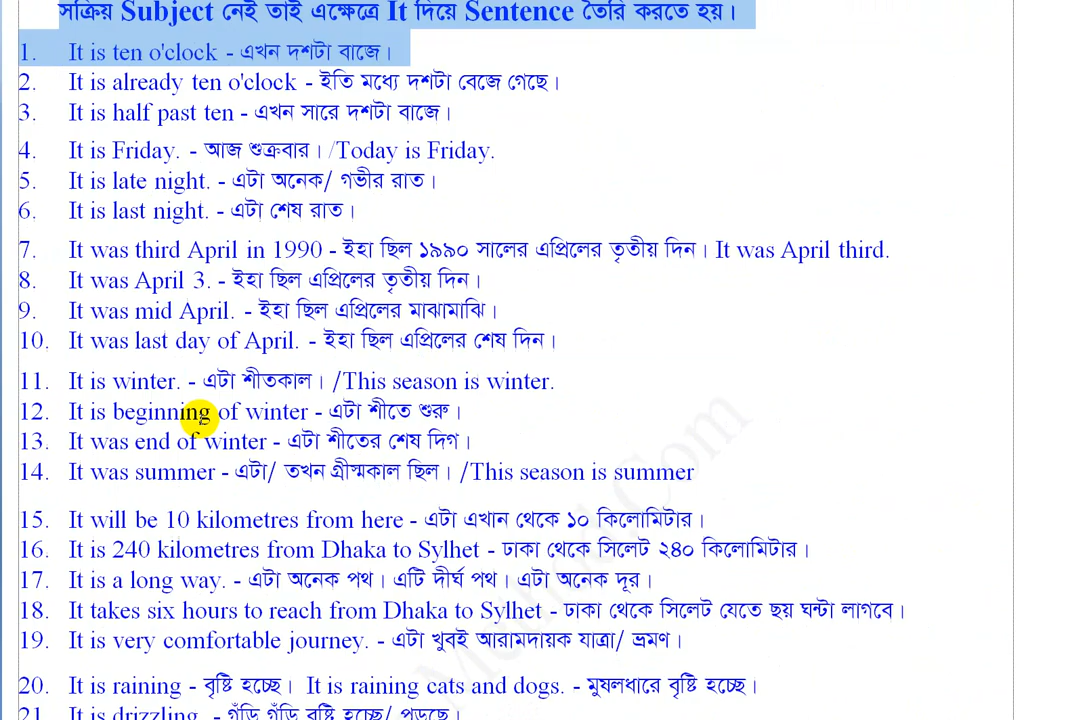 সক্রিয় Subject নেই তাই এক্ষেত্রে It দিয়ে Sentence তৈরি করতে হয়।
1. It is ten o'clock - এখন দশটা বাজে।
2. It is already ten o'clock - ইতি মধ্যে দশটা বেজে গেছে।
3. It is half past ten - এখন সারে দশটা বাজে।
4. It is Friday. - আজ শুক্রবার। /Today is Friday.
5. It is late night. - এটা অনেক/ গভীর রাত।
6. It is last night. - এটা শেষ রাত।
7. It was third April in 1990 - ইহা ছিল ১৯৯০ সালের এপ্রিলের তৃতীয় দিন। It was April third.
8. It was April 3. - ইহা ছিল এপ্রিলের তৃতীয় দিন।
9. It was mid April. - ইহা ছিল এপ্রিলের মাঝামাঝি।
10. It was last day of April. - ইহা ছিল এপ্রিলের শেষ দিন।
11. It is winter. - এটা শীতকাল। /This season is winter.
12. It is beginning of winter - এটা শীতে শুরু।
13. It was end of winter - এটা শীতের শেষ দিগ।
14. It was summer - এটা/ তখন গ্রীস্মকাল ছিল। /This season is summer
15. It will be 10 kilometres from here - এটা এখান থেকে ১০ কিলোমিটার।
16. It is 240 kilometres from Dhaka to Sylhet - ঢাকা থেকে সিলেট ২৪০ কিলোমিটার।
17. It is a long way. - এটা অনেক পথ। এটি দীর্ঘ পথ। এটা অনেক দূর।
18. It takes six hours to reach from Dhaka to Sylhet - ঢাকা থেকে সিলেট যেতে ছয় ঘন্টা লাগবে।
19. It is very comfortable journey. - এটা খুবই আরামদায়ক যাত্রা/ ভ্রমণ।
20. It is raining - বৃষ্টি হচ্ছে। It is raining cats and dogs. - মুষলধারে বৃষ্টি হচ্ছে।
21. It is drizzling. - গুঁড়ি গুঁড়ি বৃষ্টি হচ্ছে/ পড়ছে।